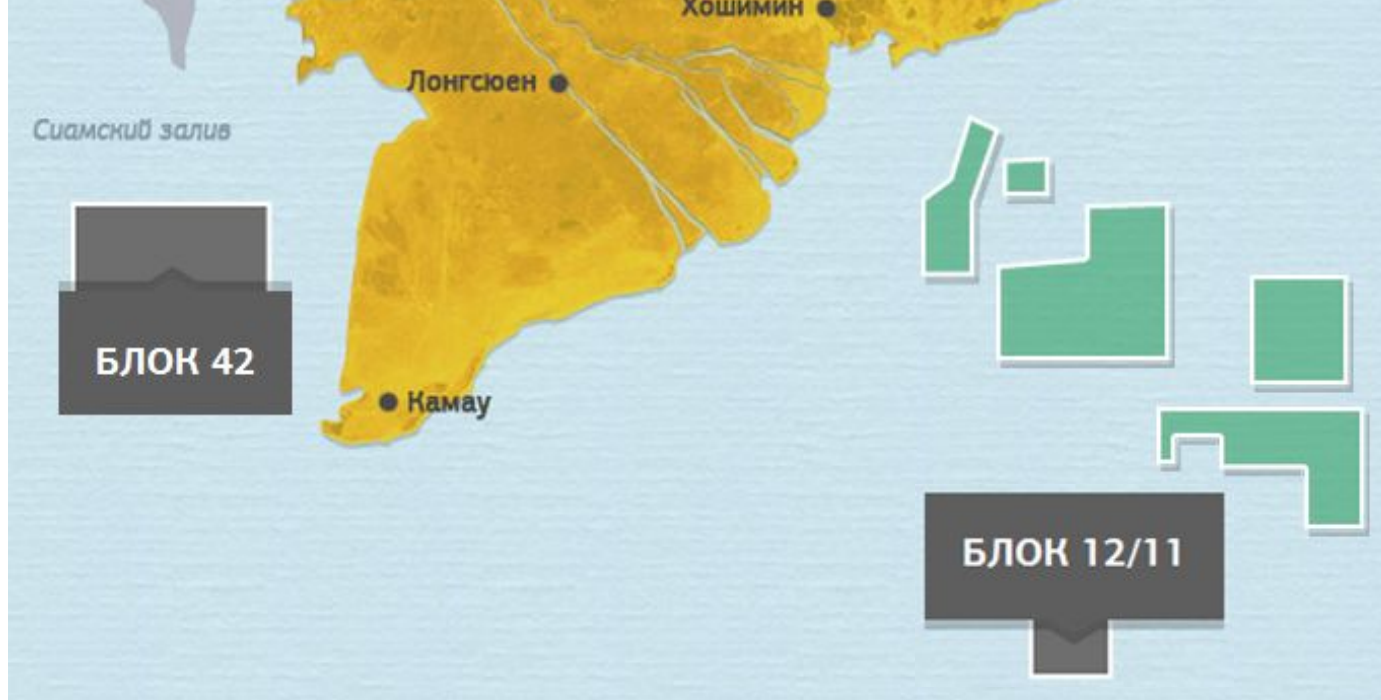 Хошимин
Лонгсюен
Сиамский залив
БЛОК 42
Камау
БЛОК 12/11